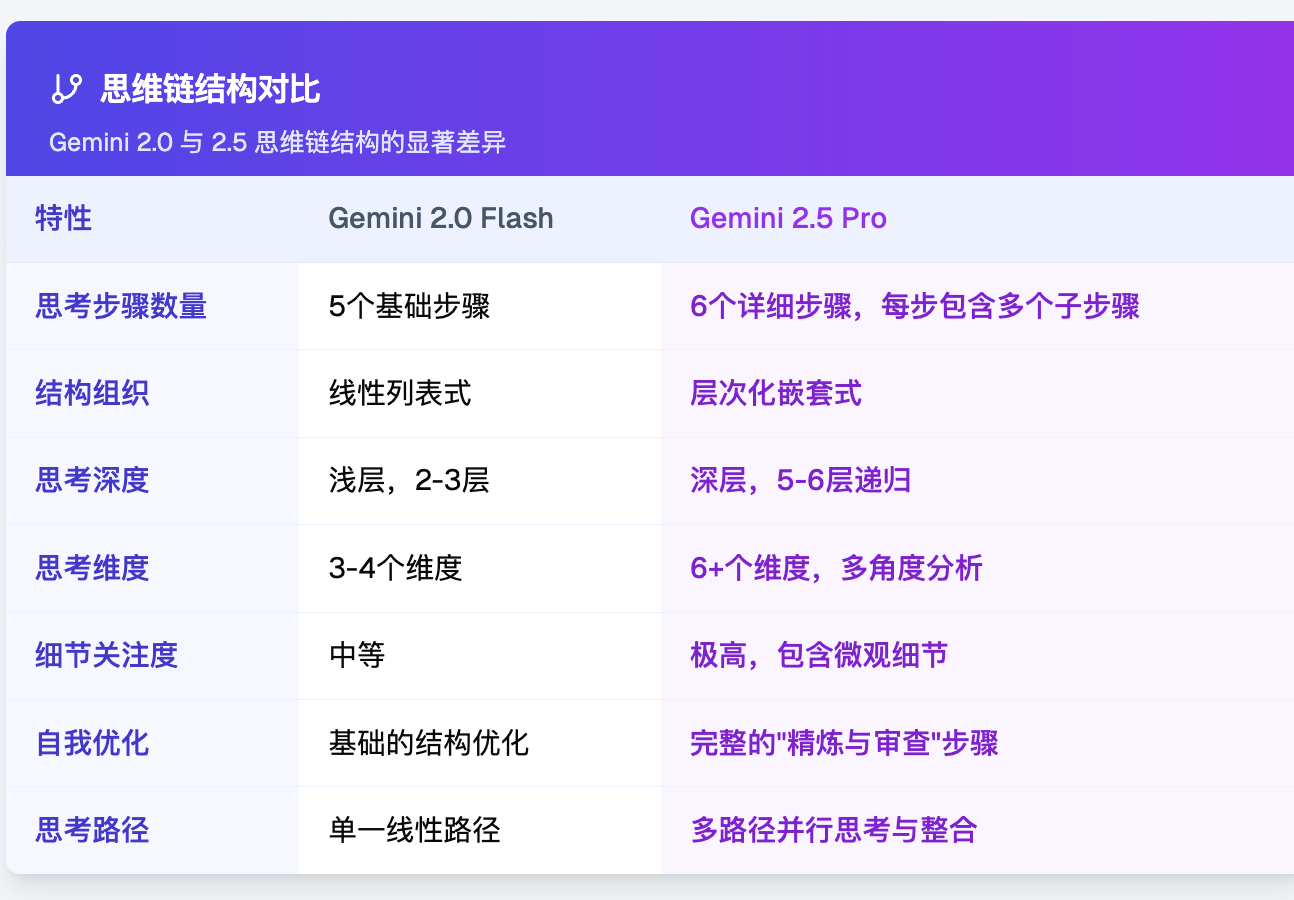 思维链结构对比
Gemini 2.0 与 2.5 思维链结构的显著差异
特性 Gemini 2.0 Flash Gemini 2.5 Pro
思考步骤数量 5个基础步骤 6个详细步骤，每步包含多个子步骤
结构组织 线性列表式 层次化嵌套式
思考深度 浅层，2-3层 深层，5-6层递归
思考维度 3-4个维度 6+个维度，多角度分析
细节关注度 中等 极高，包含微观细节
自我优化 基础的结构优化 完整的"精炼与审查"步骤
思考路径 单一线性路径 多路径并行思考与整合